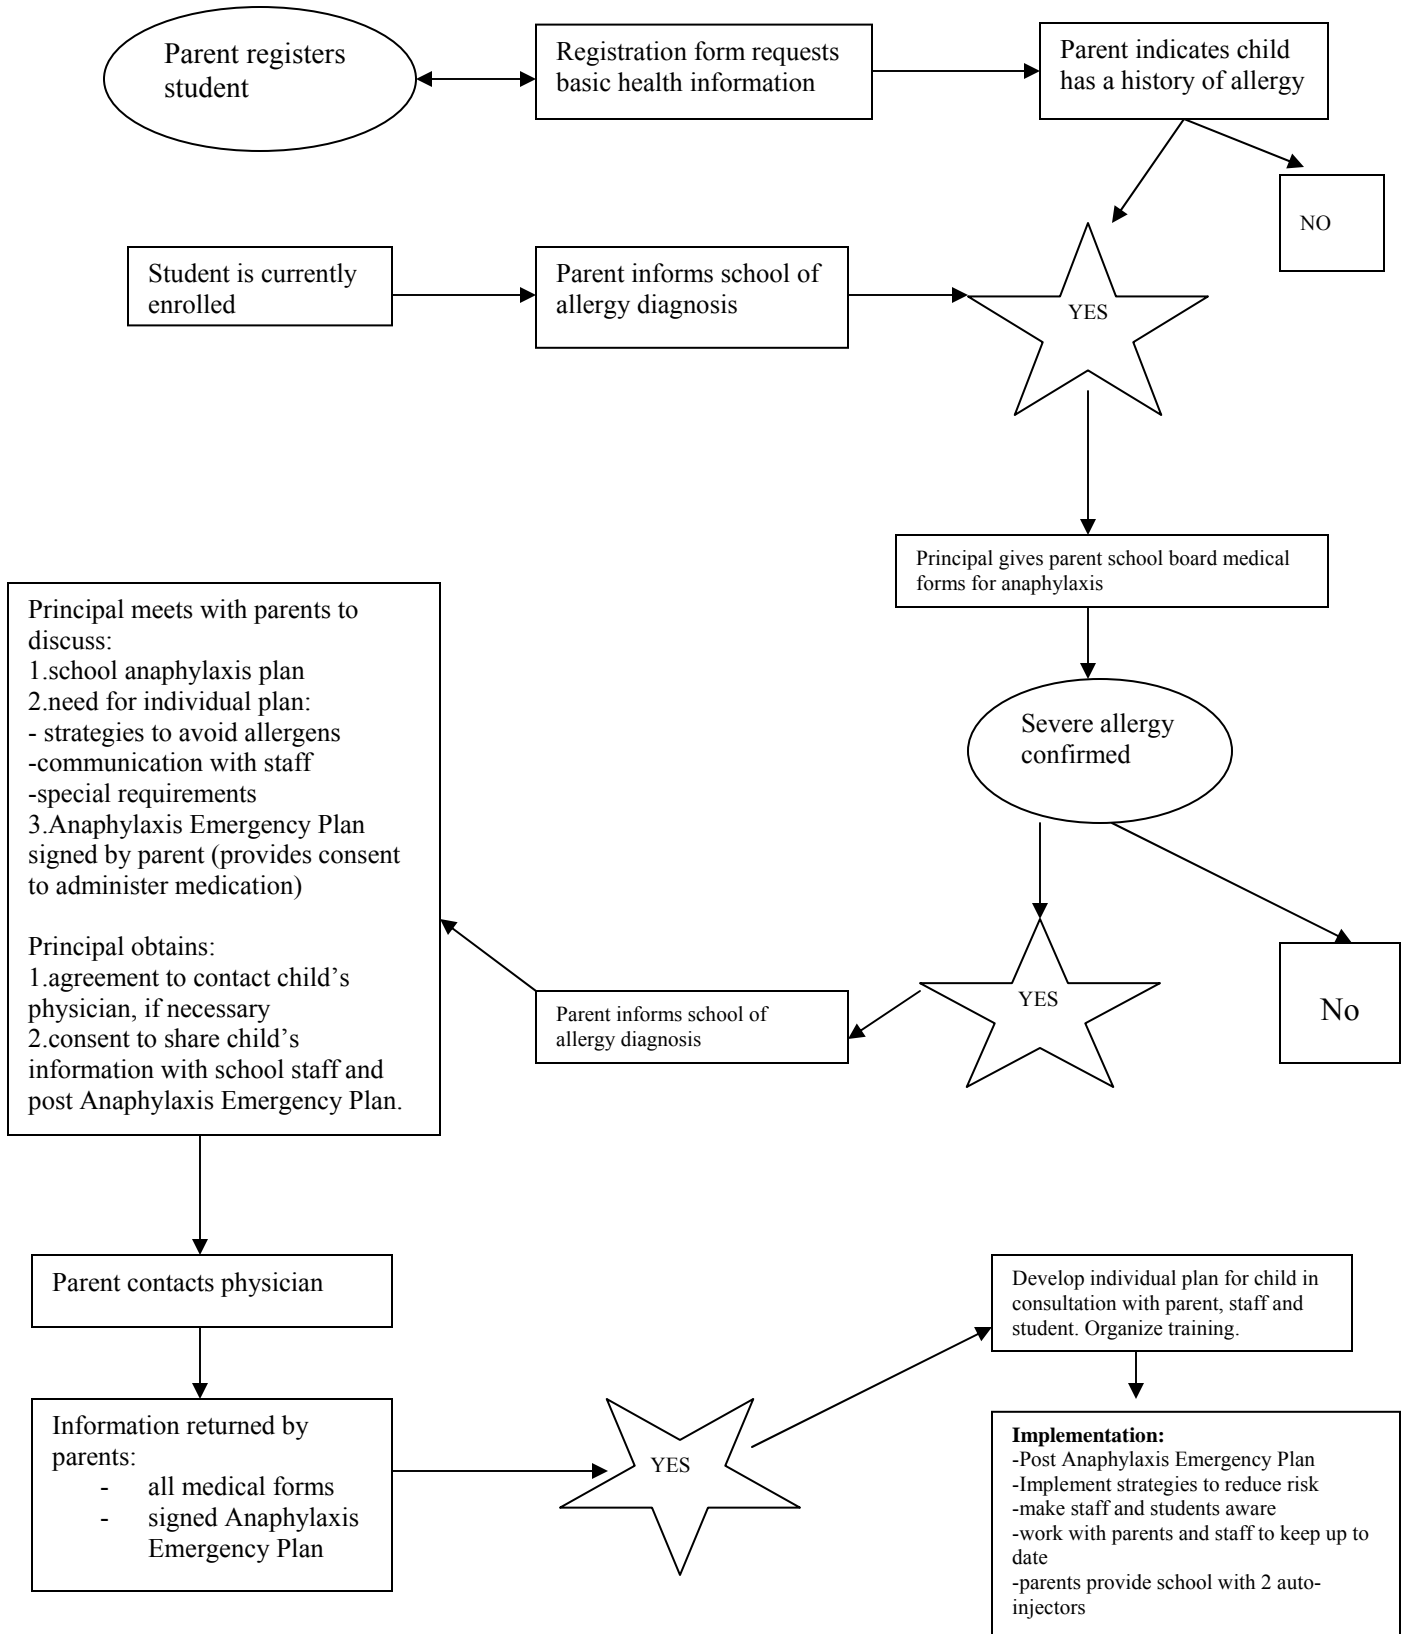 Parent registers
student
Registration form requests
basic health information
Parent indicates child
has a history of allergy
NO
Student is currently
enrolled
Parent informs school of
allergy diagnosis
YES
Principal gives parent school board medical
forms for anaphylaxis
Severe allergy
confirmed
YES
No
Parent informs school of
allergy diagnosis
Principal meets with parents to
discuss:
1.school anaphylaxis plan
2.need for individual plan:
- strategies to avoid allergens
-communication with staff
-special requirements
3.Anaphylaxis Emergency Plan
signed by parent (provides consent
to administer medication)
Principal obtains:
1.agreement to contact child’s
physician, if necessary
2.consent to share child’s
information with school staff and
post Anaphylaxis Emergency Plan.
Parent contacts physician
Information returned by
parents:
- all medical forms
- signed Anaphylaxis
Emergency Plan
YES
Develop individual plan for child in
consultation with parent, staff and
student. Organize training.
Implementation:
-Post Anaphylaxis Emergency Plan
-Implement strategies to reduce risk
-make staff and students aware
-work with parents and staff to keep up to
date
-parents provide school with 2 auto-
injectors